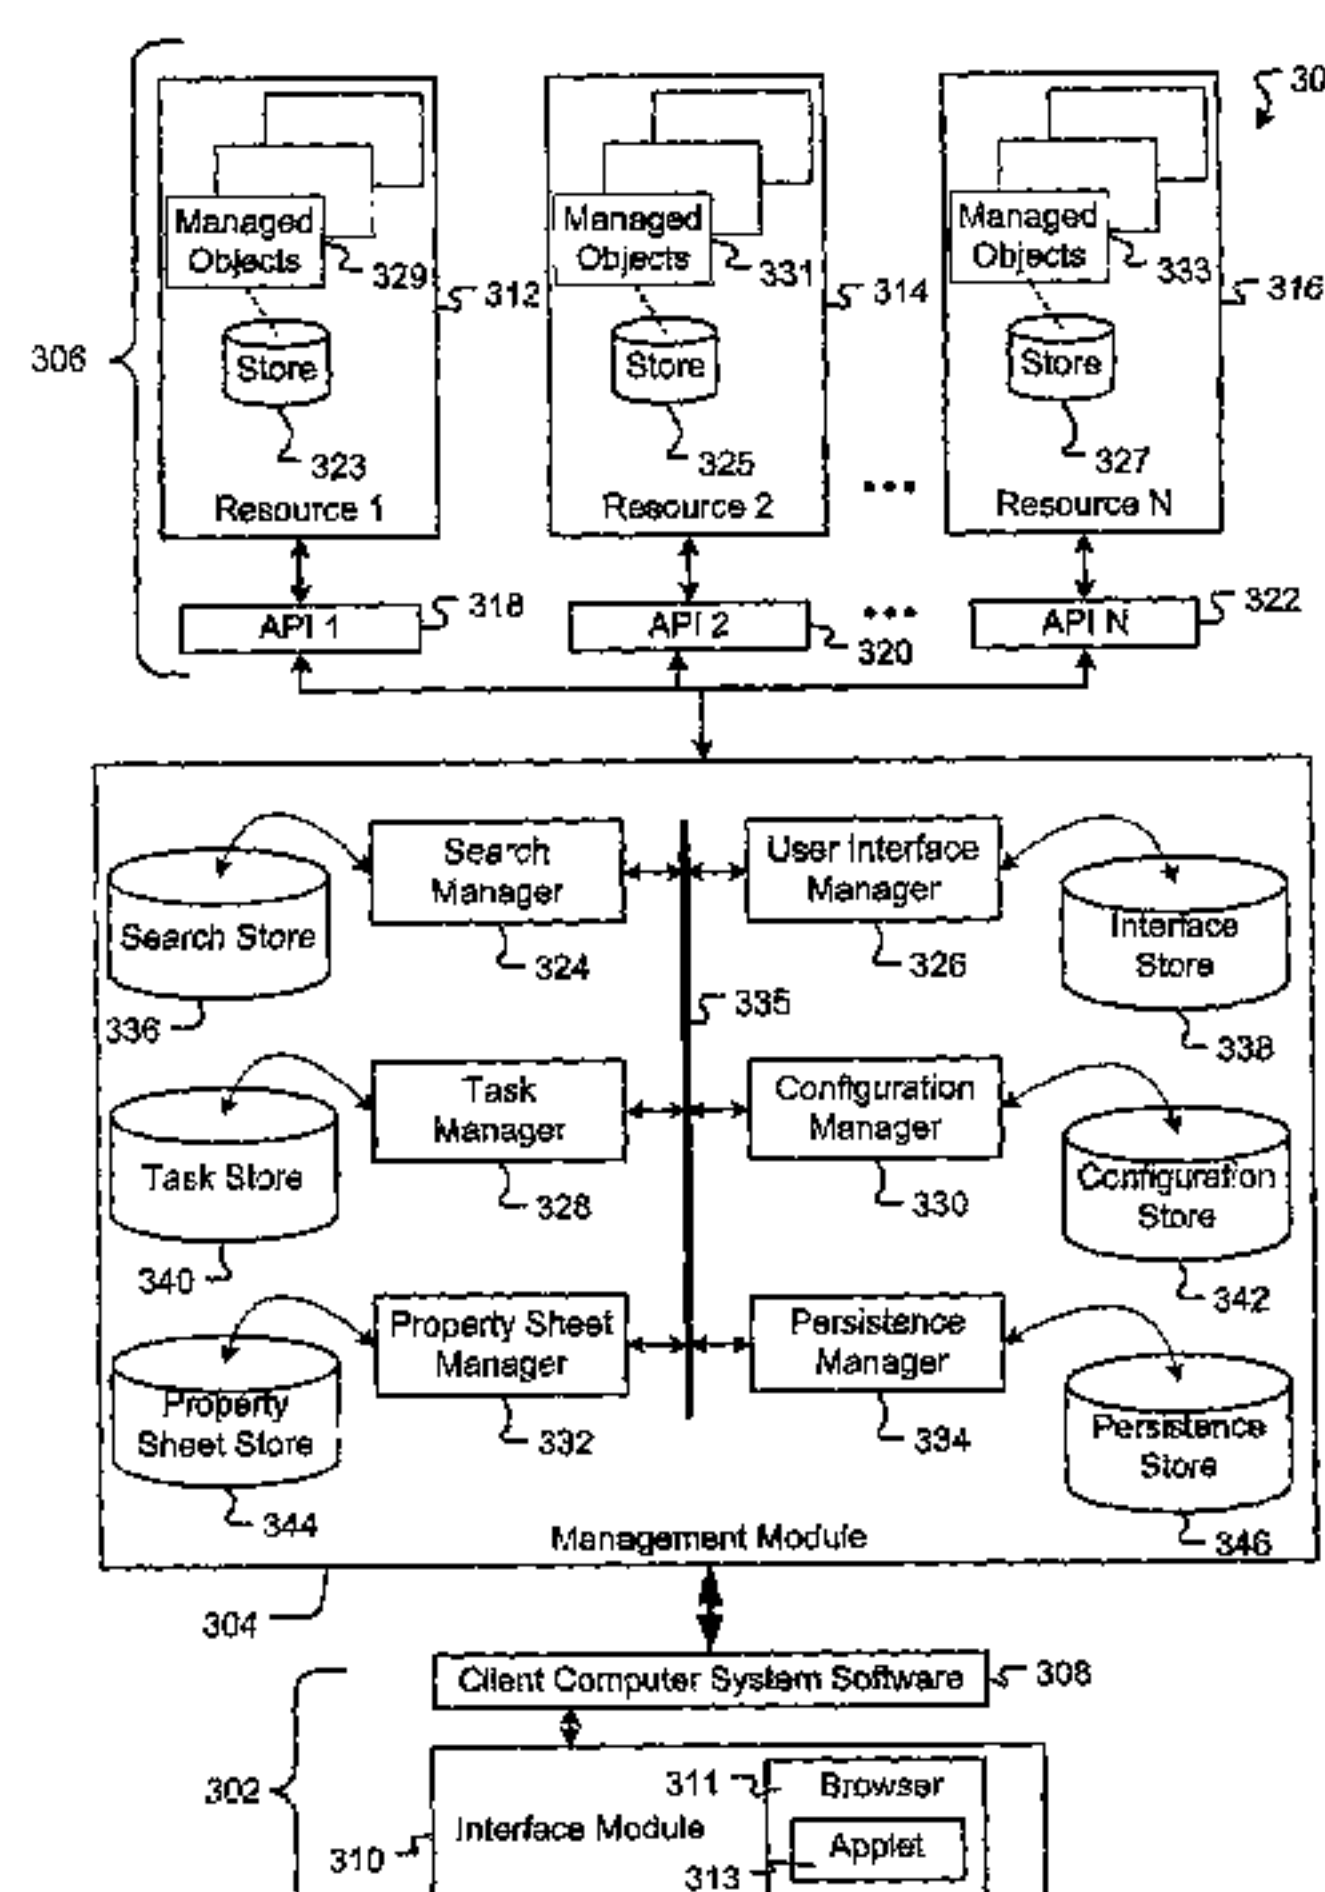 30
Managed
Objects
329
312
Store
323
Resource 1
Managed
Objects
331
314
Store
325
Resource 2
Managed
Objects
333
316
Store
327
Resource N
306
...
API 1
318
API 2
320
...
API N
322
Search
Manager
324
User Interface
Manager
326
Search Store
336
Interface
Store
338
335
Task
Manager
328
Configuration
Manager
330
Task Store
340
Configuration
Store
342
Property Sheet
Manager
332
Persistence
Manager
334
Property
Sheet Store
344
Persistence
Store
346
Management Module
304
Client Computer System Software
308
302
311
Browser
Interface Module
310
Applet
313